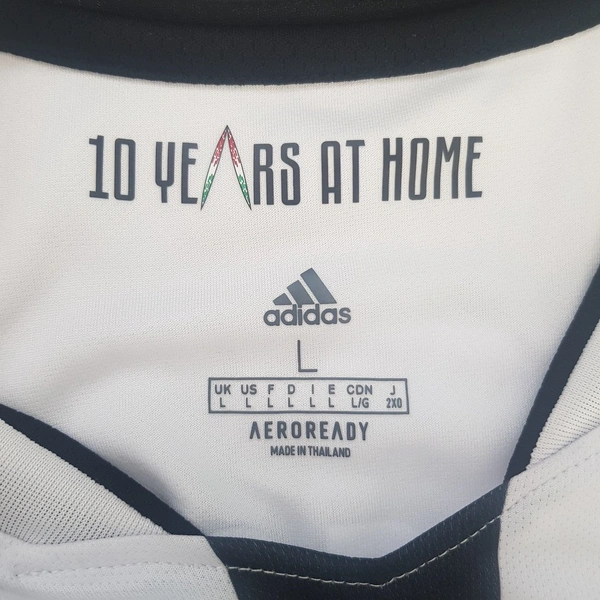 10 YEARS AT HOME
adidas
L
UK US F D I E CDN J
L L L L L L L/G 2XO
AEROREADY
MADE IN THAILAND